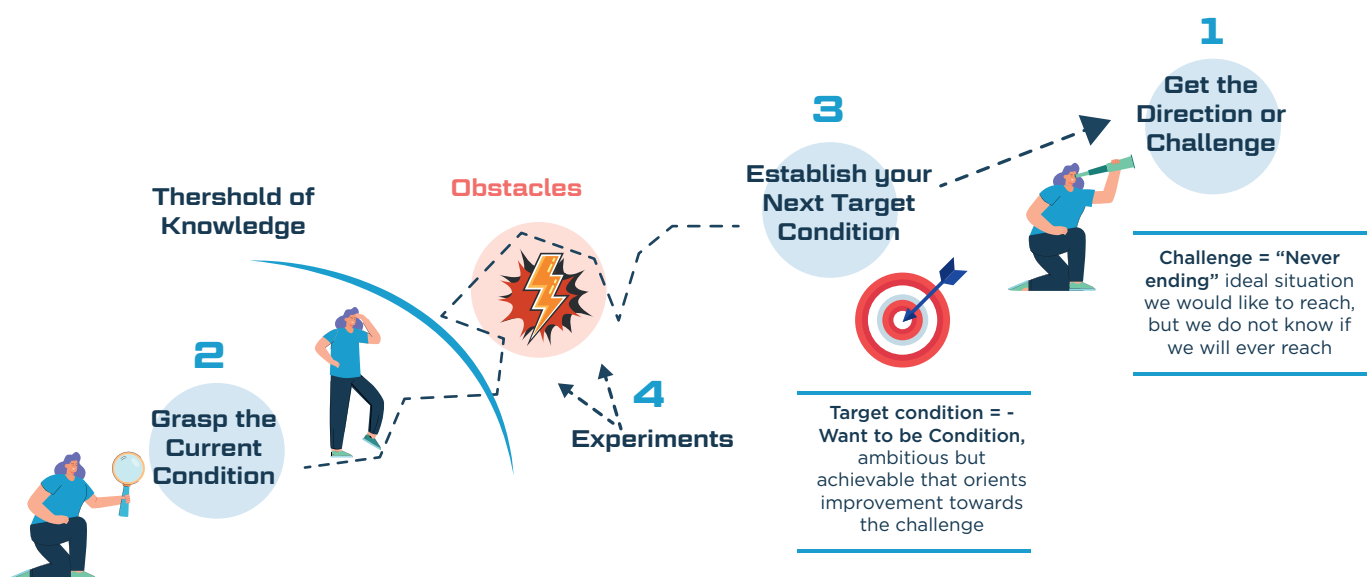 1
Get the
Direction or
Challenge
Challenge = “Never
ending” ideal situation
we would like to reach,
but we do not know if
we will ever reach
2
Grasp the
Current
Condition
Thershold of
Knowledge
Obstacles
3
Establish your
Next Target
Condition
Target condition = -
Want to be Condition,
ambitious but
achievable that orients
improvement towards
the challenge
4
Experiments